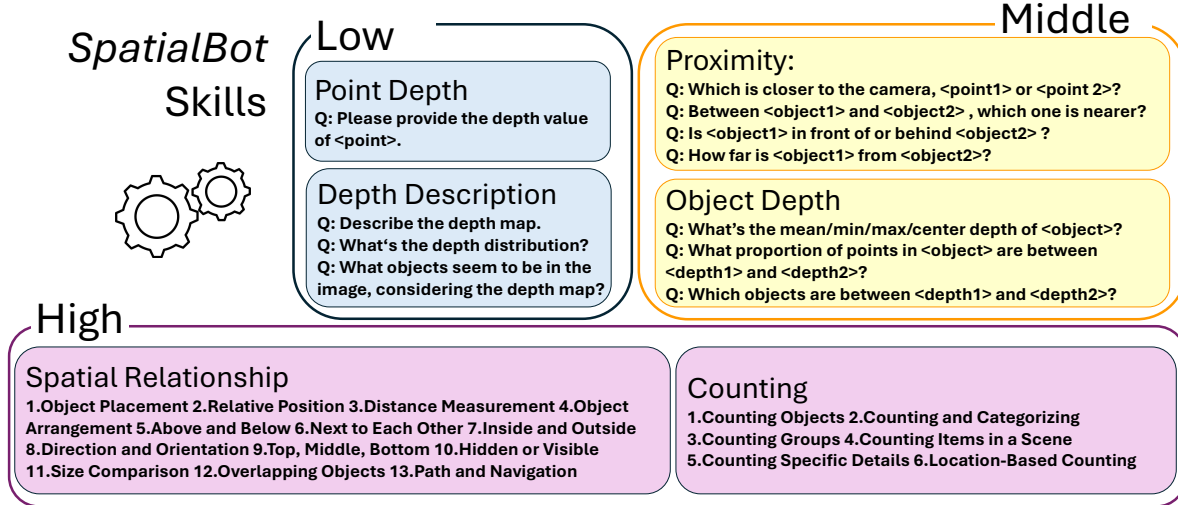 SpatialBot
Skills
Low
Point Depth
Q: Please provide the depth value
of <point>.
Depth Description
Q: Describe the depth map.
Q: What‘s the depth distribution?
Q: What objects seem to be in the
image, considering the depth map?
Middle
Proximity:
Q: Which is closer to the camera, <point1> or <point 2>?
Q: Between <object1> and <object2> , which one is nearer?
Q: Is <object1> in front of or behind <object2> ?
Q: How far is <object1> from <object2>?
Object Depth
Q: What’s the mean/min/max/center depth of <object>?
Q: What proportion of points in <object> are between
<depth1> and <depth2>?
Q: Which objects are between <depth1> and <depth2>?
High
Spatial Relationship
1.Object Placement 2.Relative Position 3.Distance Measurement 4.Object
Arrangement 5.Above and Below 6.Next to Each Other 7.Inside and Outside
8.Direction and Orientation 9.Top, Middle, Bottom 10.Hidden or Visible
11.Size Comparison 12.Overlapping Objects 13.Path and Navigation
Counting
1.Counting Objects 2.Counting and Categorizing
3.Counting Groups 4.Counting Items in a Scene
5.Counting Specific Details 6.Location-Based Counting